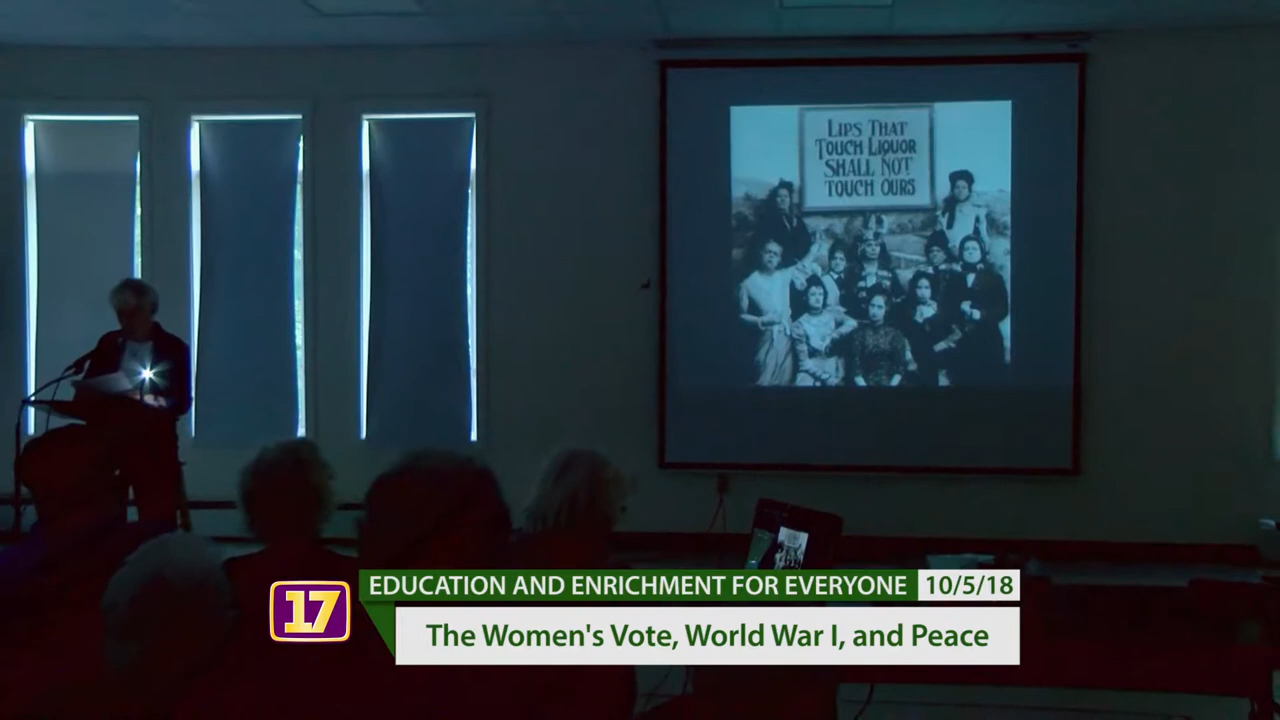 LIPS THAT
TOUCH LIQUOR
SHALL NOT
TOUCH OURS
17
EDUCATION AND ENRICHMENT FOR EVERYONE 10/5/18
The Women's Vote, World War I, and Peace